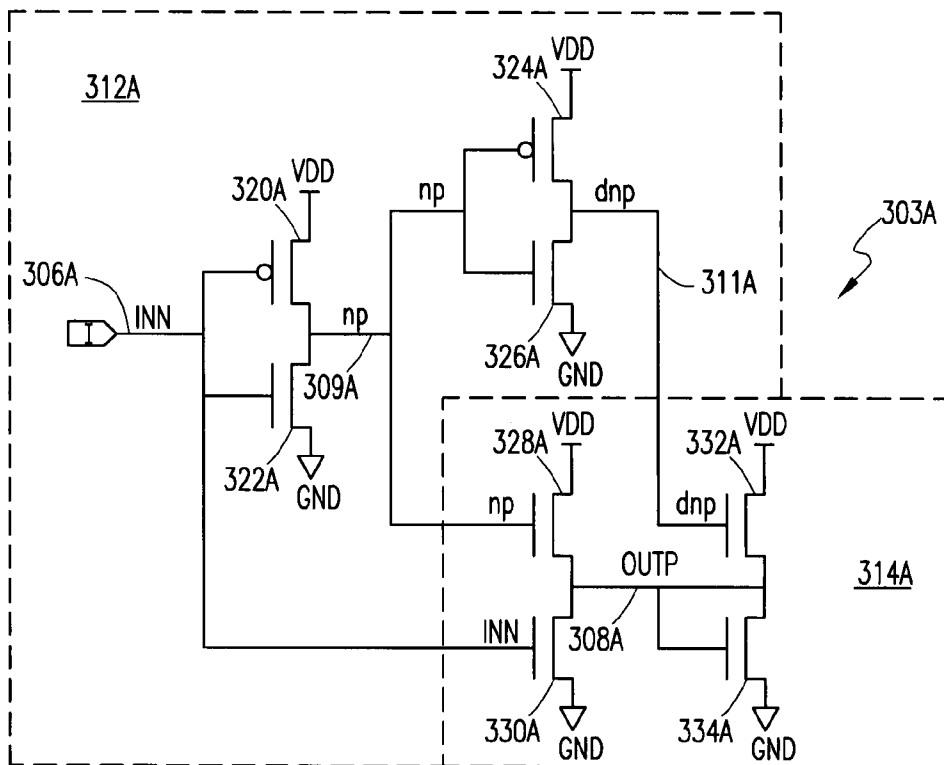 312A
324A
VDD
320A
VDD
np
dnp
303A
306A
INN
np
311A
309A
326A
GND
322A
GND
328A
VDD
332A
VDD
np
dnp
OUTP
314A
INN
308A
330A
GND
334A
GND